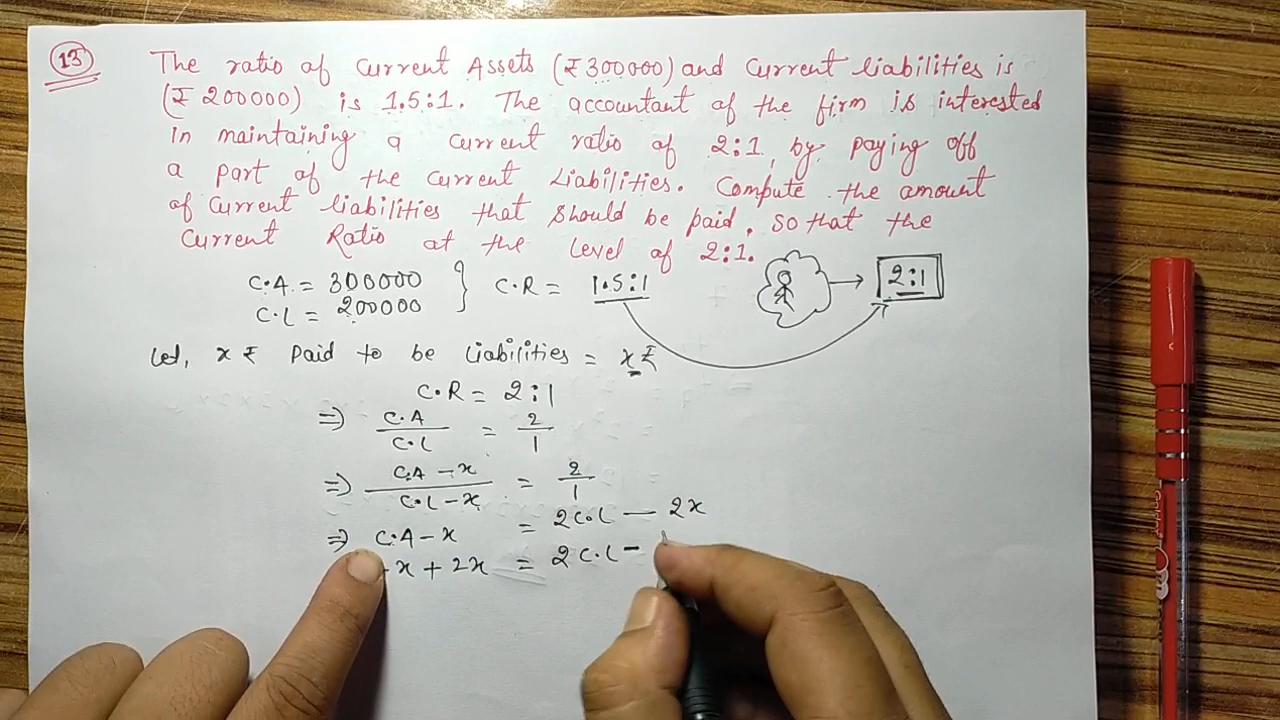 13
The ratio of Current Assets (₹300000) and Current liabilities is
(₹ 200000) is 1.5:1. The accountant of the firm is interested
in maintaining a current ratio of 2:1, by paying off
a part of the Current Liabilities. Compute the amount
of Current liabilities that should be paid, so that the
Current Ratio at the level of 2:1.
C.A. = 300000
C.L = 200000
} C.R = 1.5:1
→ 2:1
Let, x ₹ Paid to be Liabilities = x ₹
C.R = 2:1
⇒ C.A / C.L = 2 / 1
⇒ C.A - x / C.L - x = 2 / 1
⇒ C.A - x = 2C.L — 2x
- x + 2x = 2C.L -